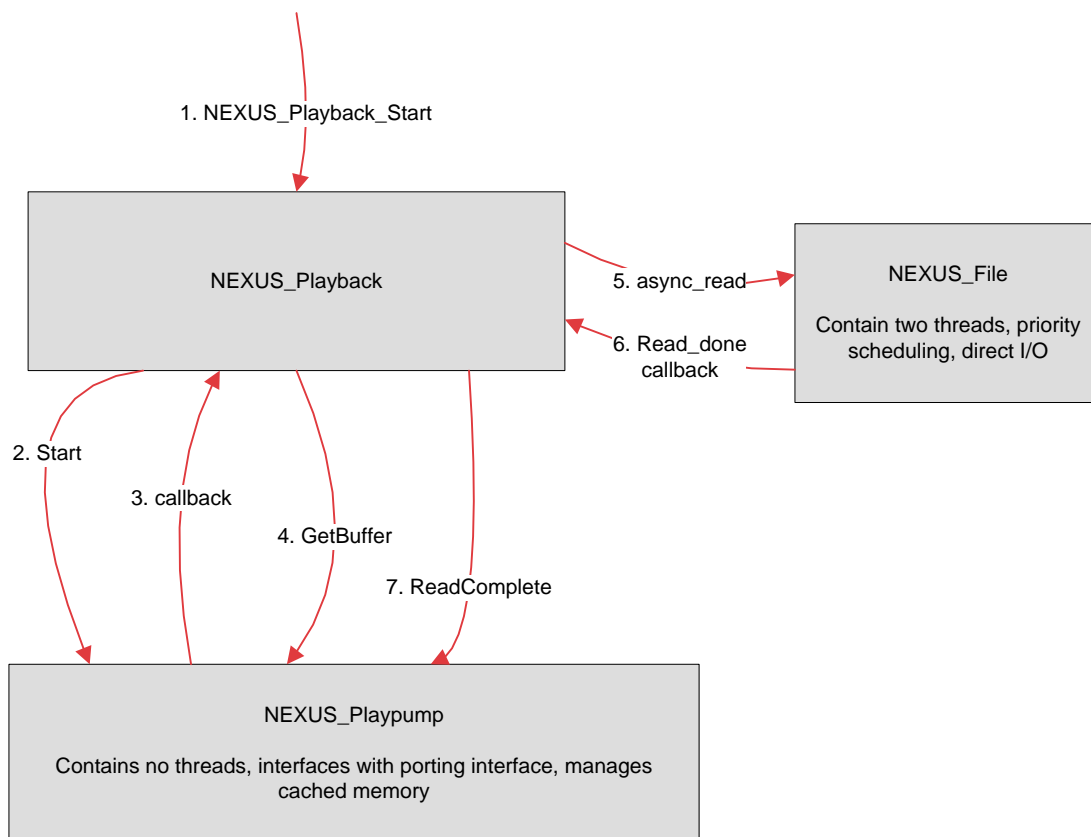 1. NEXUS_Playback_Start
NEXUS_Playback
NEXUS_File
Contain two threads, priority
scheduling, direct I/O
5. async_read
6. Read_done
callback
2. Start
3. callback
4. GetBuffer
7. ReadComplete
NEXUS_Playpump
Contains no threads, interfaces with porting interface, manages
cached memory